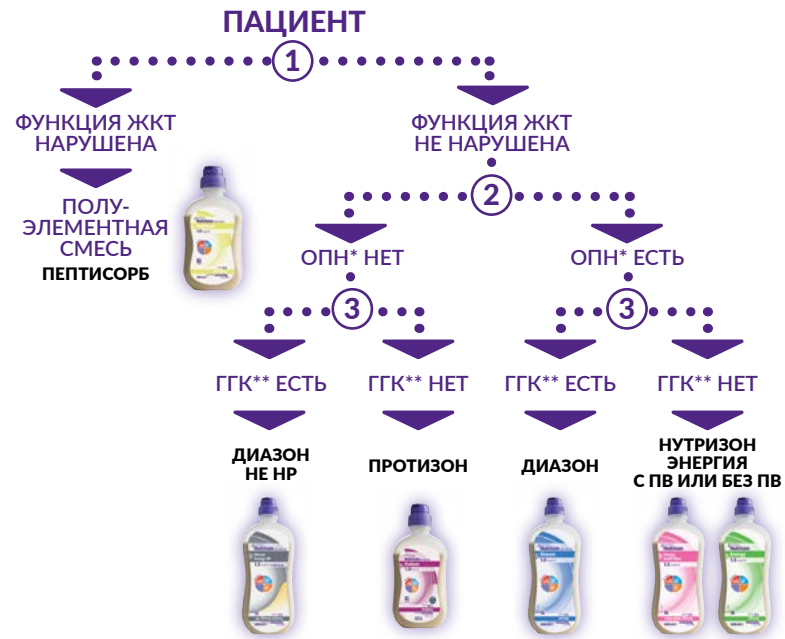 ПАЦИЕНТ
1
ФУНКЦИЯ ЖКТ
НАРУШЕНА
ФУНКЦИЯ ЖКТ
НЕ НАРУШЕНА
ПОЛУ-
ЭЛЕМЕНТНАЯ
СМЕСЬ
ПЕПТИСОРБ
2
ОПН* НЕТ
ОПН* ЕСТЬ
3
3
ГГК** ЕСТЬ
ГГК** НЕТ
ГГК** ЕСТЬ
ГГК** НЕТ
ДИАЗОН
НЕ HP
ПРОТИЗОН
ДИАЗОН
НУТРИЗОН
ЭНЕРГИЯ
С ПВ ИЛИ БЕЗ ПВ